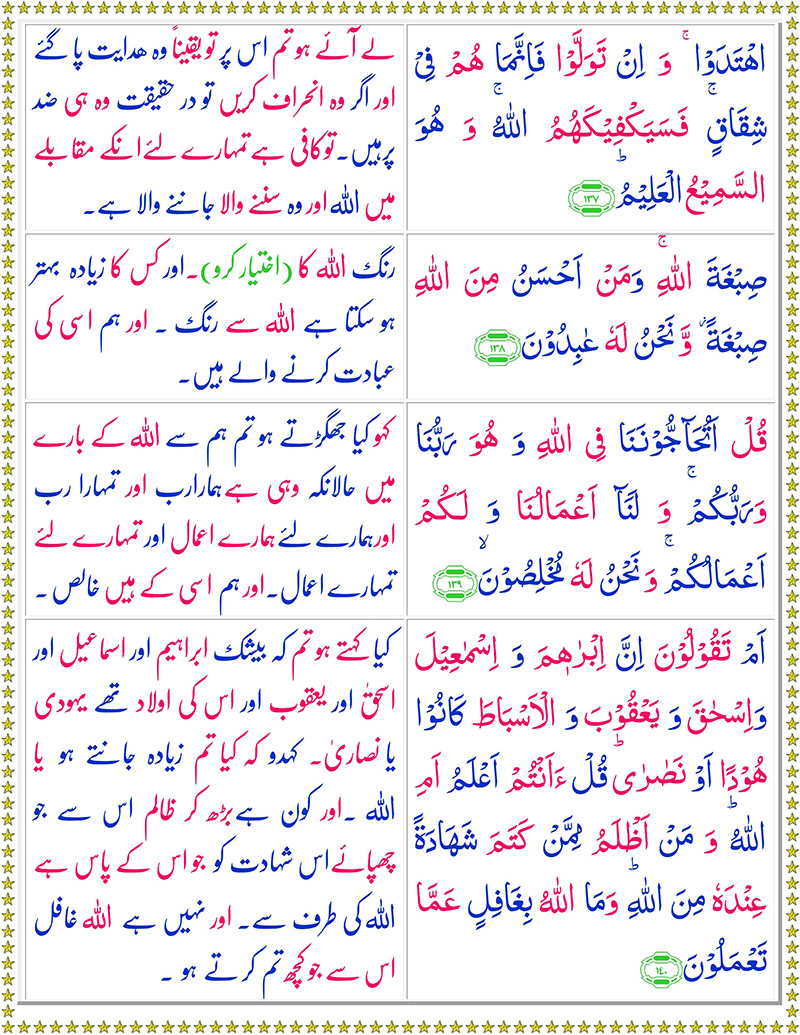 اهْتَدَوْا ۚ وَ اِنْ تَوَلَّوْا فَاِنَّمَا هُمْ فِیْ
شِقَاقٍ ۚ فَسَیَكْفِیْكَهُمُ اللّٰهُ ۚ وَ هُوَ
السَّمِیْعُ الْعَلِیْمُؕ ۱۳۷
لے آئے ہو تم اس پر تو یقیناً وہ ھدایت پا گئے
اور اگر وہ انحراف کریں تو در حقیقت وہ ہی ضد
پر ہیں۔ تو کافی ہے تمہارے لئے انکے مقابلے
میں اللہ اور وہ سننے والا جاننے والا ہے۔
صِبْغَةَ اللّٰهِ ۚ وَمَنْ اَحْسَنُ مِنَ اللّٰهِ
صِبْغَةً ؗ وَّ نَحْنُ لَهٗ عٰبِدُوْنَ ۱۳۸
رنگ اللہ کا (اختیار کرو)۔ اور کس کا زیادہ بہتر
ہو سکتا ہے اللہ سے رنگ ۔ اور ہم اسی کی
عبادت کرنے والے ہیں۔
قُلْ اَتُحَآجُّوْنَنَا فِی اللّٰهِ وَ هُوَ رَبُّنَا
وَرَبُّكُمْ ۚ وَ لَنَاۤ اَعْمَالُنَا وَ لَكُمْ
اَعْمَالُكُمْ ۚ وَ نَحْنُ لَهٗ مُخْلِصُوْنَ ۙ ۱۳۹
کہو کیا جھگڑتے ہو تم ہم سے اللہ کے بارے
میں حالانکہ وہی ہے ہمارا رب اور تمہارا رب
اور ہمارے لئے ہمارے اعمال اور تمہارے لئے
تمہارے اعمال۔ اور ہم اسی کے ہیں خالص ۔
اَمْ تَقُوْلُوْنَ اِنَّ اِبْرٰهٖمَ وَ اِسْمٰعِیْلَ
وَاِسْحٰقَ وَ یَعْقُوْبَ وَ الْاَسْبَاطَ كَانُوْا
هُوْدًا اَوْ نَصٰرٰیؕ قُلْ ءَاَنْتُمْ اَعْلَمُ اَمِ
اللّٰهُؕ وَ مَنْ اَظْلَمُ مِمَّنْ كَتَمَ شَهَادَةً
عِنْدَهٗ مِنَ اللّٰهِؕ وَمَا اللّٰهُ بِغَافِلٍ عَمَّا
تَعْمَلُوْنَ ۱۴۰
کیا کہتے ہو تم کہ بیشک ابراہیم اور اسماعیل اور
اسحٰق اور یعقوب اور اس کی اولاد تھے یہودی
یا نصاریٰ۔ کہدو کہ کیا تم زیادہ جانتے ہو یا
اللہ ۔ اور کون ہے بڑھ کر ظالم اس سے جو
چھپائے اس شہادت کو جو اس کے پاس ہے
اللہ کی طرف سے۔ اور نہیں ہے اللہ غافل
اس سے جو کچھ تم کرتے ہو ۔